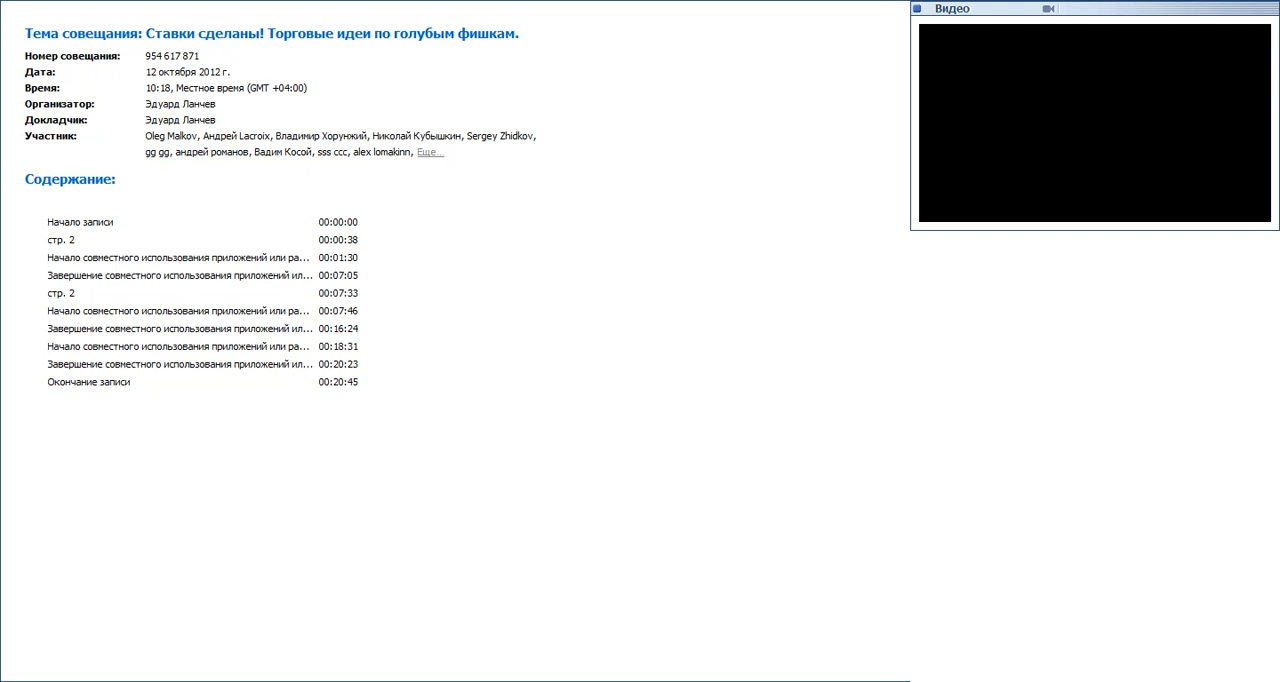 Видео
Тема совещания: Ставки сделаны! Торговые идеи по голубым фишкам.
Номер совещания: 954 617 871
Дата: 12 октября 2012 г.
Время: 10:18, Местное время (GMT +04:00)
Организатор: Эдуард Ланчев
Докладчик: Эдуард Ланчев
Участник: Oleg Malkov, Андрей Lacroix, Владимир Хорунжий, Николай Кубышкин, Sergey Zhidkov,
gg gg, андрей романов, Вадим Косой, sss ccc, alex lomakinn, Еще...
Содержание:
Начало записи 00:00:00
стр. 2 00:00:38
Начало совместного использования приложений или ра... 00:01:30
Завершение совместного использования приложений ил... 00:07:05
стр. 2 00:07:33
Начало совместного использования приложений или ра... 00:07:46
Завершение совместного использования приложений ил... 00:16:24
Начало совместного использования приложений или ра... 00:18:31
Завершение совместного использования приложений ил... 00:20:23
Окончание записи 00:20:45